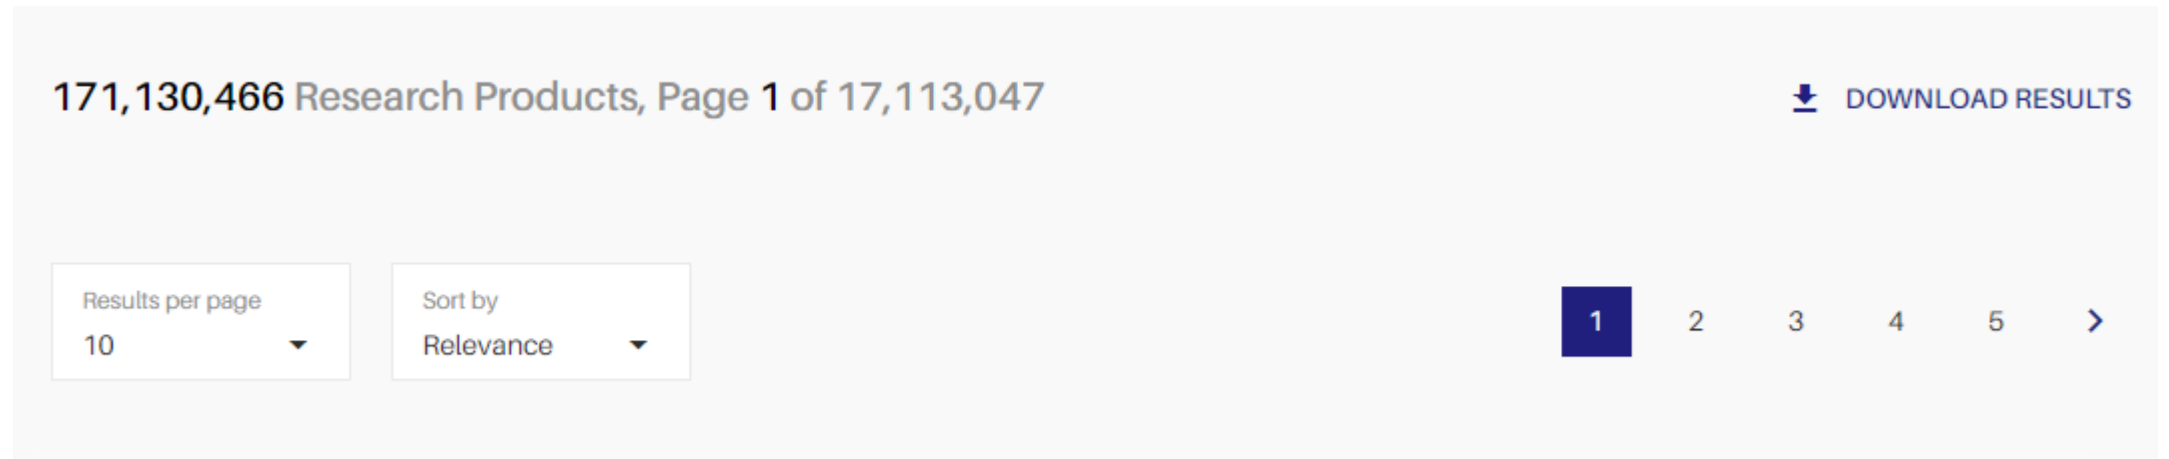 171,130,466 Research Products, Page 1 of 17,113,047
DOWNLOAD RESULTS
Results per page
10
Sort by
Relevance
1 2 3 4 5